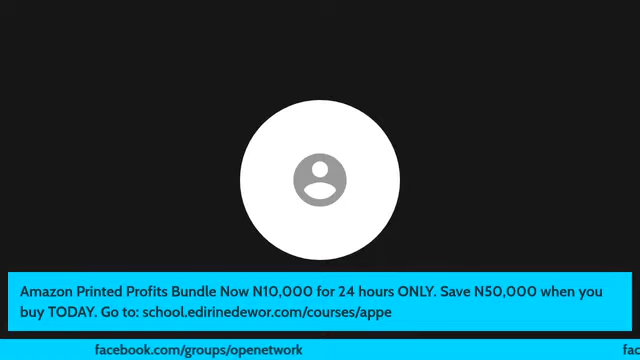 Amazon Printed Profits Bundle Now N10,000 for 24 hours ONLY. Save N50,000 when you
buy TODAY. Go to: school.edirinedewor.com/courses/appe
facebook.com/groups/openetwork
fac